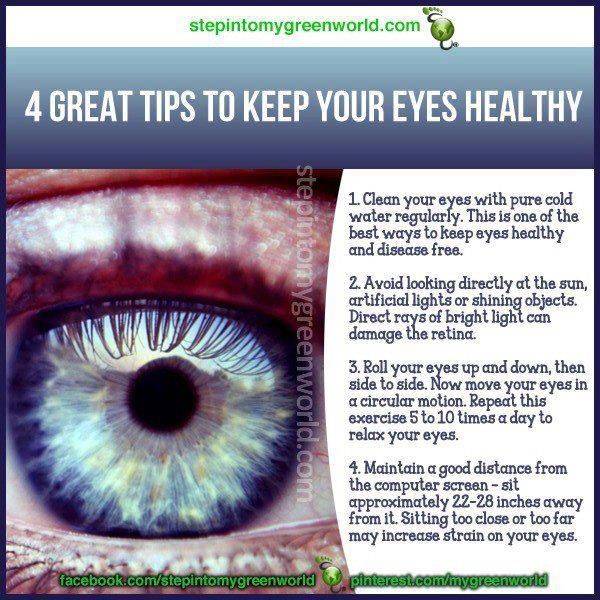 stepintomygreenworld.com
4 GREAT TIPS TO KEEP YOUR EYES HEALTHY
stepintomygreenworld.com
1. Clean your eyes with pure cold
water regularly. This is one of the
best ways to keep eyes healthy
and disease free.
2. Avoid looking directly at the sun,
artificial lights or shining objects.
Direct rays of bright light can
damage the retina.
3. Roll your eyes up and down, then
side to side. Now move your eyes in
a circular motion. Repeat this
exercise 5 to 10 times a day to
relax your eyes.
4. Maintain a good distance from
the computer screen - sit
approximately 22-28 inches away
from it. Sitting too close or too far
may increase strain on your eyes.
facebook.com/stepintomygreenworld
pinterest.com/mygreenworld